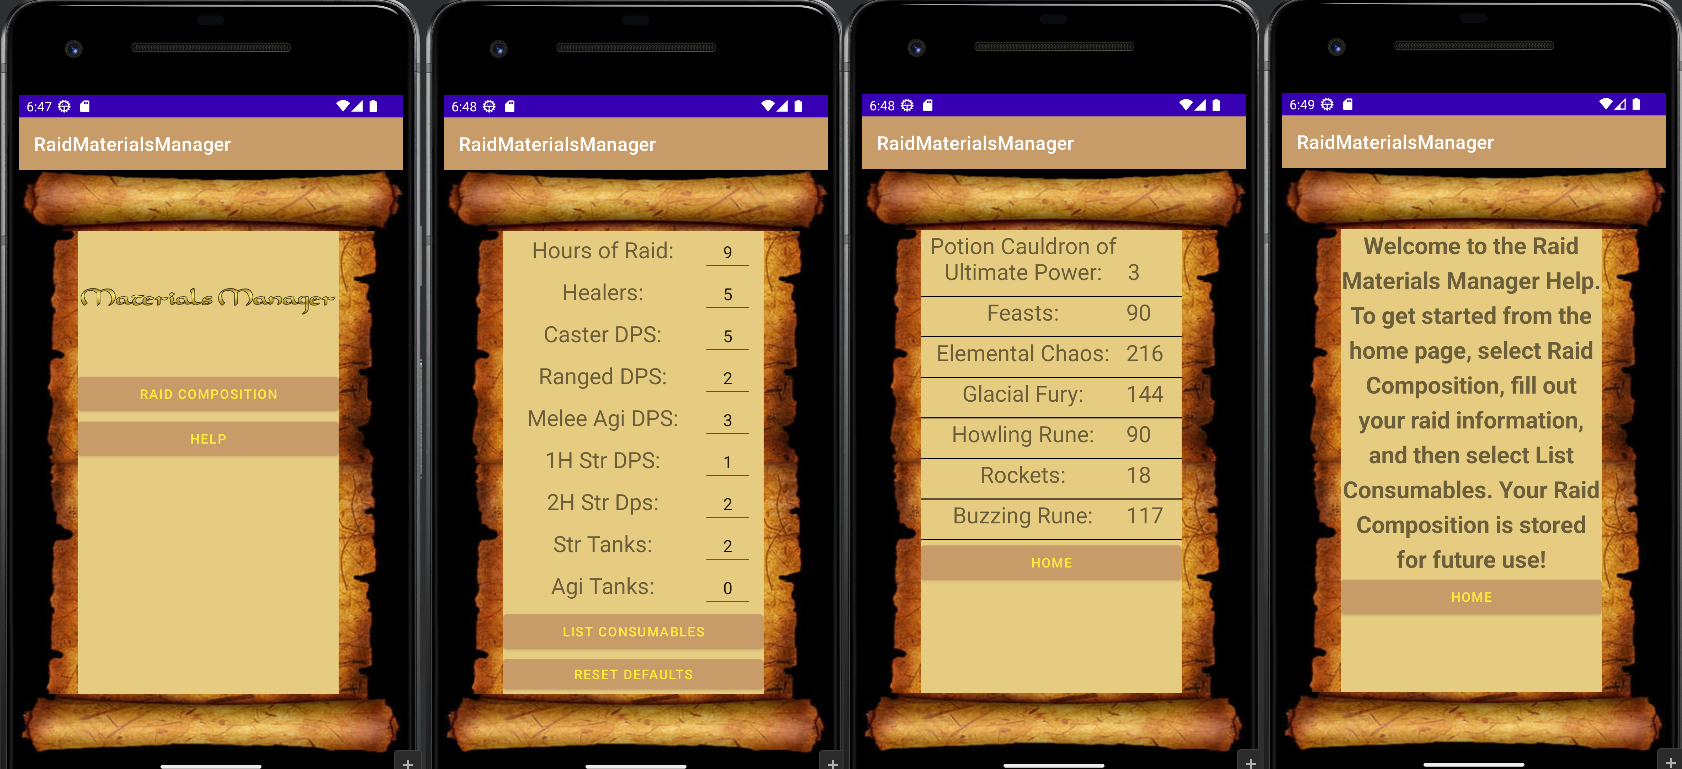 6:47
RaidMaterialsManager
Materials Manager
RAID COMPOSITION
HELP
6:48
RaidMaterialsManager
Hours of Raid: 9
Healers: 5
Caster DPS: 5
Ranged DPS: 2
Melee Agi DPS: 3
1H Str DPS: 1
2H Str Dps: 2
Str Tanks: 2
Agi Tanks: 0
LIST CONSUMABLES
RESET DEFAULTS
6:48
RaidMaterialsManager
Potion Cauldron of
Ultimate Power: 3
Feasts: 90
Elemental Chaos: 216
Glacial Fury: 144
Howling Rune: 90
Rockets: 18
Buzzing Rune: 117
HOME
6:49
RaidMaterialsManager
Welcome to the Raid
Materials Manager Help.
To get started from the
home page, select Raid
Composition, fill out
your raid information,
and then select List
Consumables. Your Raid
Composition is stored
for future use!
HOME